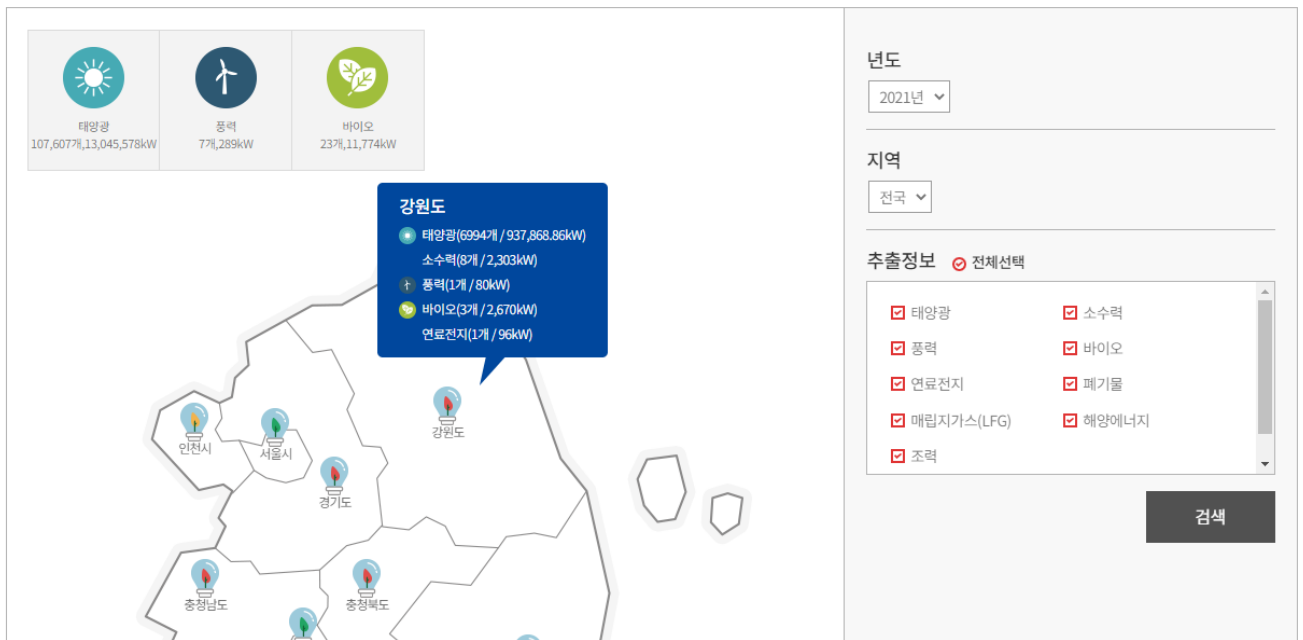 태양광
107,607개,13,045,578kW
풍력
7개,289kW
바이오
23개,11,774kW
강원도
태양광(6994개 / 937,868.86kW)
소수력(8개 / 2,303kW)
풍력(1개 / 80kW)
바이오(3개 / 2,670kW)
연료전지(1개 / 96kW)
인천시
서울시
강원도
경기도
충청남도
충청북도
년도
2021년
지역
전국
추출정보
전체선택
태양광
소수력
풍력
바이오
연료전지
폐기물
매립지가스(LFG)
해양에너지
조력
검색